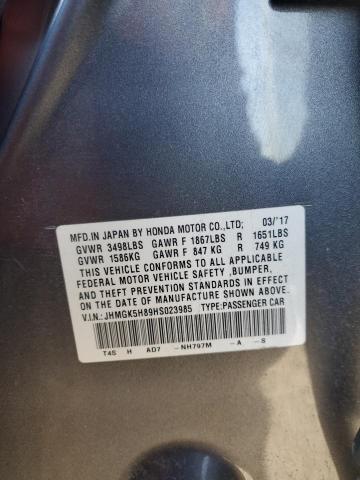 MFD.IN JAPAN BY HONDA MOTOR CO.,LTD; 03/'17
GVWR 3498LBS GAWR F 1867LBS R 1651LBS
GVWR 1586KG GAWR F 847 KG R 749 KG
THIS VEHICLE CONFORMS TO ALL APPLICABLE
FEDERAL MOTOR VEHICLE SAFETY ,BUMPER,
AND THEFT PREVENTION STANDARDS IN EFFECT
ON THE DATE OF MANUFACTURE SHOWN ABOVE.
V.I.N.: JHMGK5H89HS023985 TYPE:PASSENGER CAR
T4S H AD7 -NH797M -A -S